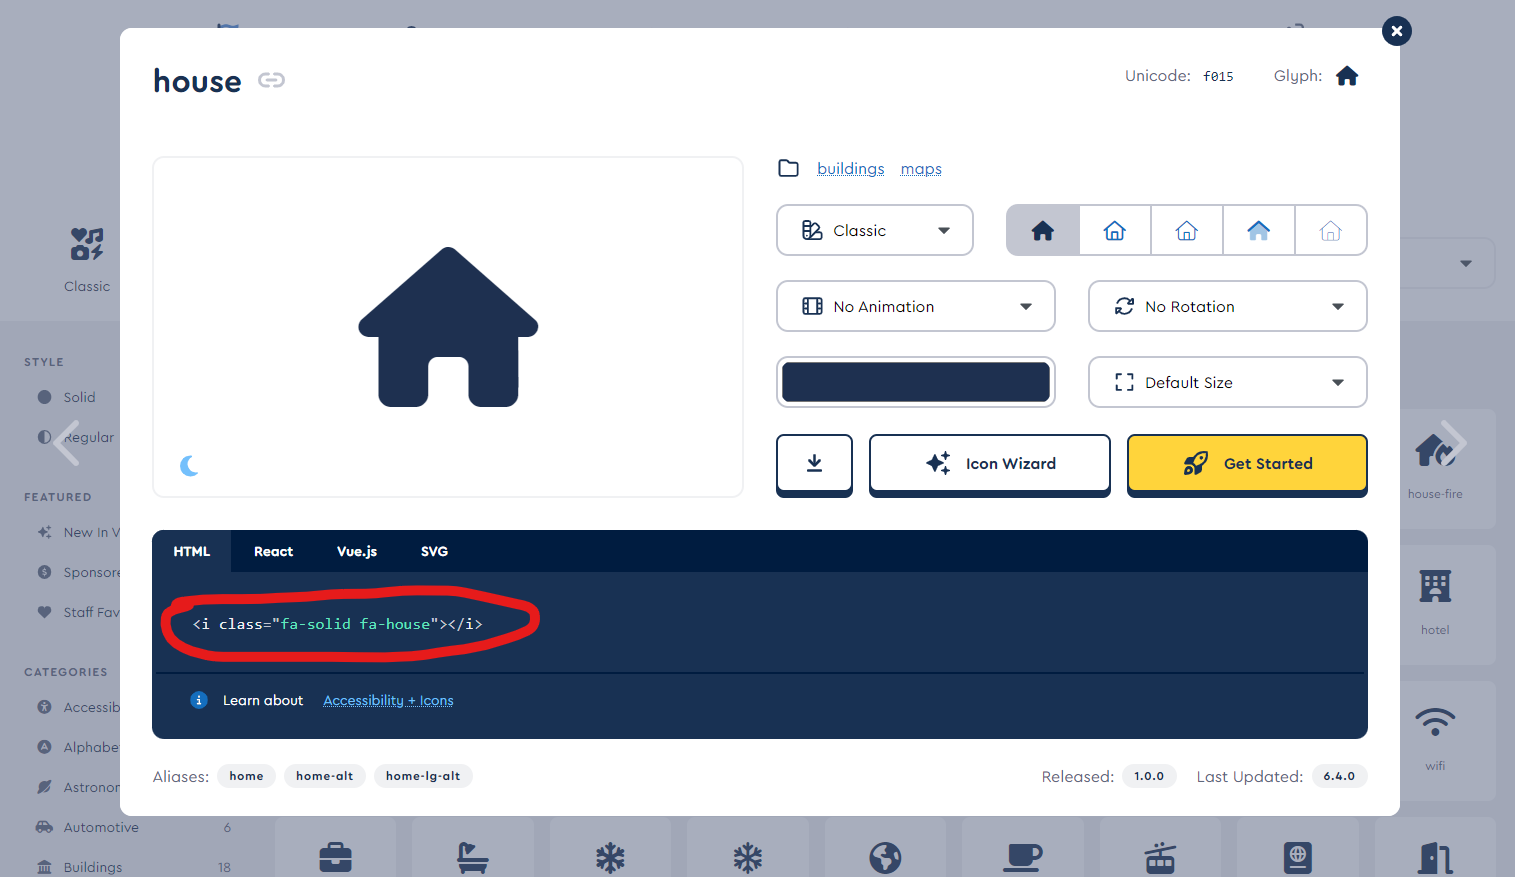 house
Unicode: f015 Glyph:
buildings maps
Classic
No Animation No Rotation
Default Size
Icon Wizard Get Started
HTML React Vue.js SVG
<i class="fa-solid fa-house"></i>
Learn about Accessibility + Icons
Aliases: home home-alt home-lg-alt
Released: 1.0.0 Last Updated: 6.4.0
Classic
STYLE
Solid
Regular
FEATURED
New In V
Sponsore
Staff Fav
CATEGORIES
Accessib
Alphabe
Astronor
Automotive 6
Buildings 18
house-fire
hotel
wifi